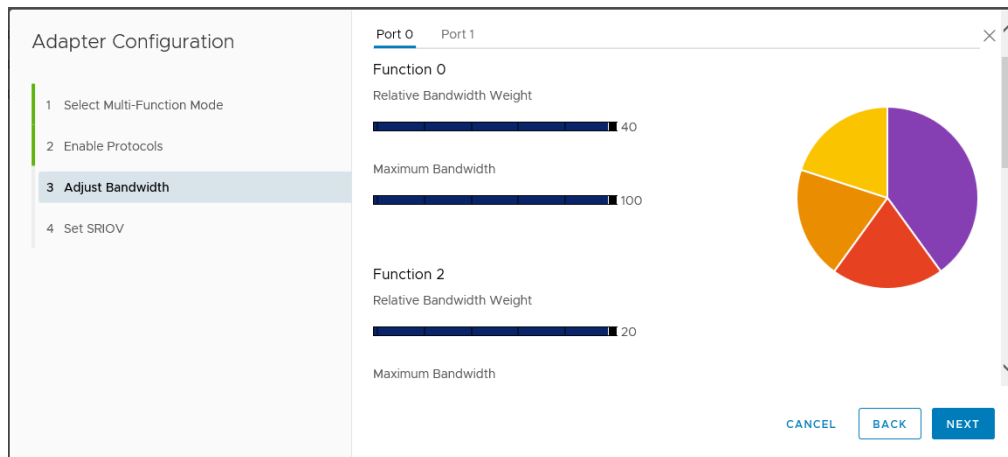 Adapter Configuration
1 Select Multi-Function Mode
2 Enable Protocols
3 Adjust Bandwidth
4 Set SRIOV
Port 0 Port 1
Function 0
Relative Bandwidth Weight
40
Maximum Bandwidth
100
Function 2
Relative Bandwidth Weight
20
Maximum Bandwidth
CANCEL BACK NEXT